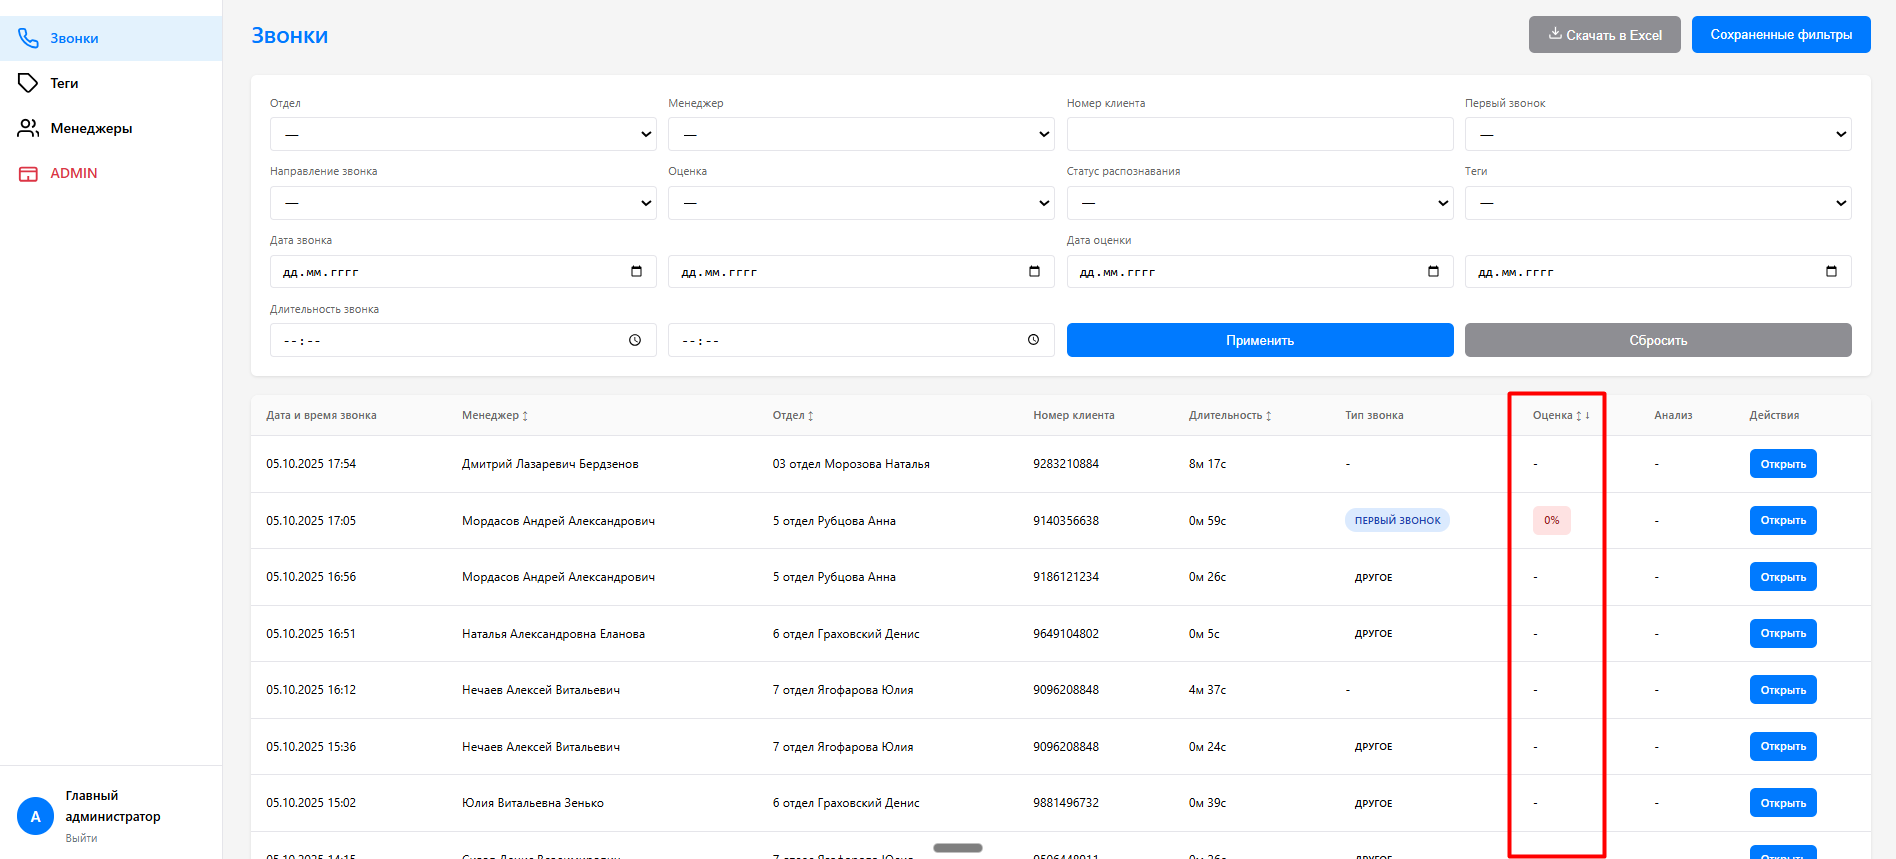 Звонки
Теги
Менеджеры
ADMIN
Главный
администратор
Выйти
A
Звонки
Скачать в Excel
Сохраненные фильтры
Отдел
Менеджер
Номер клиента
Первый звонок
—
—
—
Направление звонка
Оценка
Статус распознавания
Теги
—
—
—
—
Дата звонка
Дата оценки
дд.мм.гггг
дд.мм.гггг
дд.мм.гггг
дд.мм.гггг
Длительность звонка
--:--
--:--
Применить
Сбросить
Дата и время звонка Менеджер ↕ Отдел ↕ Номер клиента Длительность ↕ Тип звонка Оценка ↕ ↓ Анализ Действия
05.10.2025 17:54 Дмитрий Лазаревич Бердзенов 03 отдел Морозова Наталья 9283210884 8м 17с - - - Открыть
05.10.2025 17:05 Мордасов Андрей Александрович 5 отдел Рубцова Анна 9140356638 0м 59с ПЕРВЫЙ ЗВОНОК 0% - Открыть
05.10.2025 16:56 Мордасов Андрей Александрович 5 отдел Рубцова Анна 9186121234 0м 26с ДРУГОЕ - - Открыть
05.10.2025 16:51 Наталья Александровна Еланова 6 отдел Граховский Денис 9649104802 0м 5с ДРУГОЕ - - Открыть
05.10.2025 16:12 Нечаев Алексей Витальевич 7 отдел Ягофарова Юлия 9096208848 4м 37с - - - Открыть
05.10.2025 15:36 Нечаев Алексей Витальевич 7 отдел Ягофарова Юлия 9096208848 0м 24с ДРУГОЕ - - Открыть
05.10.2025 15:02 Юлия Витальевна Зенько 6 отдел Граховский Денис 9881496732 0м 39с ДРУГОЕ - - Открыть